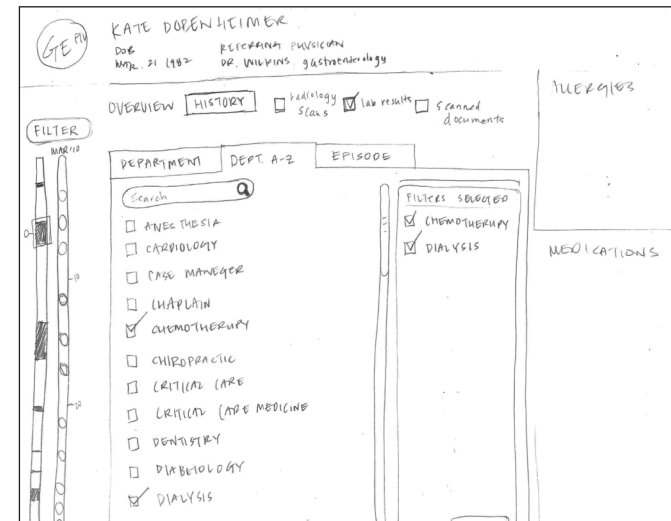 GE PIV
KATE DOBENHEIMER
DOB
MAR. 21 1982
REFERRING PHYSICIAN
DR. WILKINS gastroenterology
OVERVIEW HISTORY radiology scans lab results scanned documents
ALLERGIES
FILTER
MAR '10
DEPARTMENT DEPT. A-Z EPISODE
Search
FILTERS SELECTED
CHEMOTHERAPY
DIALYSIS
MEDICATIONS
ANESTHESIA
CARDIOLOGY
CASE MANEGER
CHAPLAIN
CHEMOTHERAPY
CHIROPRACTIC
CRITICAL CARE
CRITICAL CARE MEDICINE
DENTISTRY
DIABETOLOGY
DIALYSIS